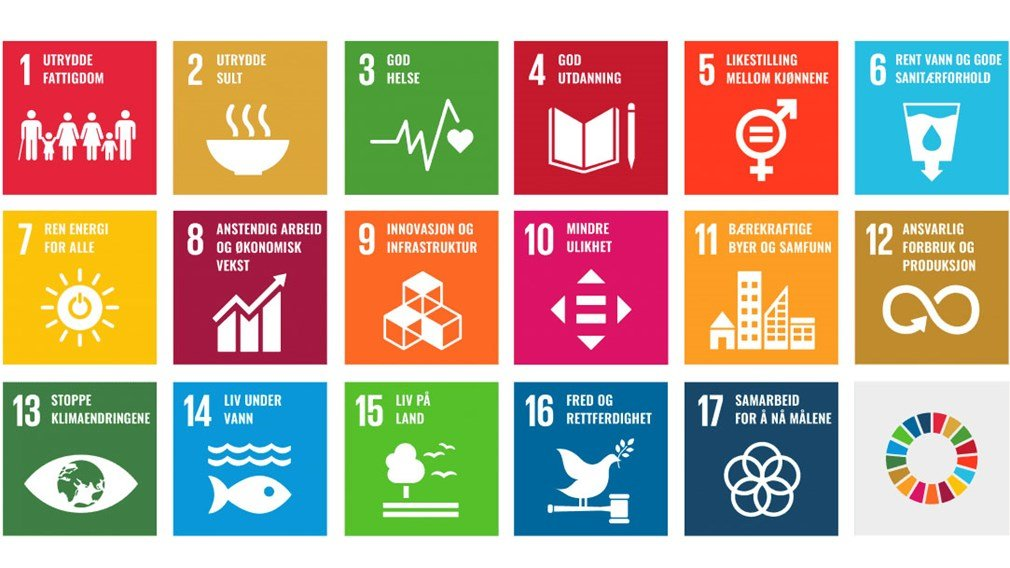 1 UTRYDDE
FATTIGDOM
2 UTRYDDE
SULT
3 GOD
HELSE
4 GOD
UTDANNING
5 LIKESTILLING
MELLOM KJØNNENE
6 RENT VANN OG GODE
SANITÆRFORHOLD
7 REN ENERGI
FOR ALLE
8 ANSTENDIG ARBEID
OG ØKONOMISK
VEKST
9 INNOVASJON OG
INFRASTRUKTUR
10 MINDRE
ULIKHET
11 BÆREKRAFTIGE
BYER OG SAMFUNN
12 ANSVARLIG
FORBRUK OG
PRODUKSJON
13 STOPPE
KLIMAENDRINGENE
14 LIV UNDER
VANN
15 LIV PÅ
LAND
16 FRED OG
RETTFERDIGHET
17 SAMARBEID
FOR Å NÅ MÅLENE